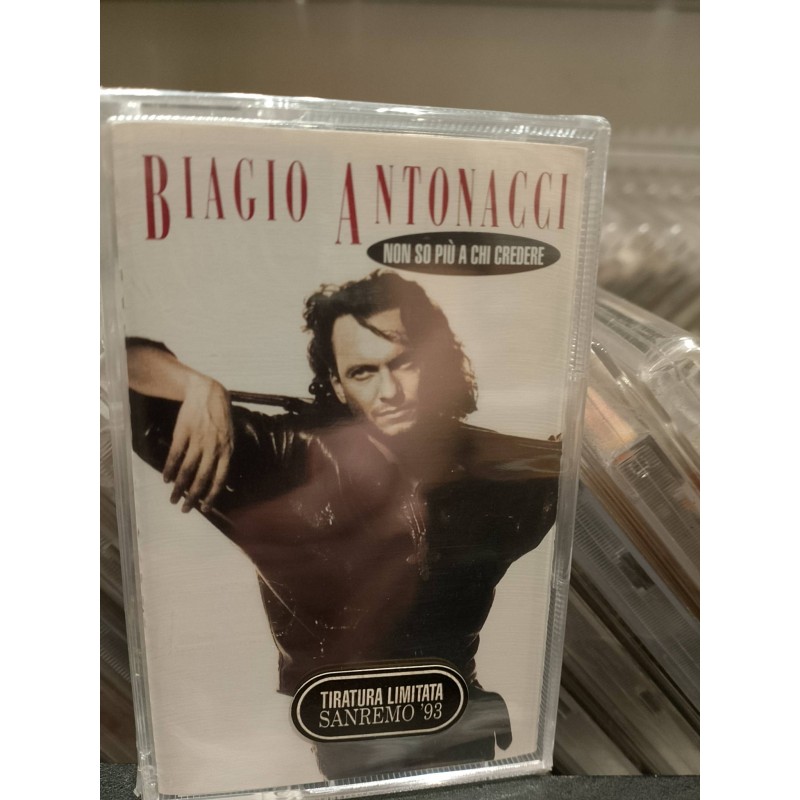 BIAGIO ANTONACCI
NON SO PIÙ A CHI CREDERE
TIRATURA LIMITATA
SANREMO '93